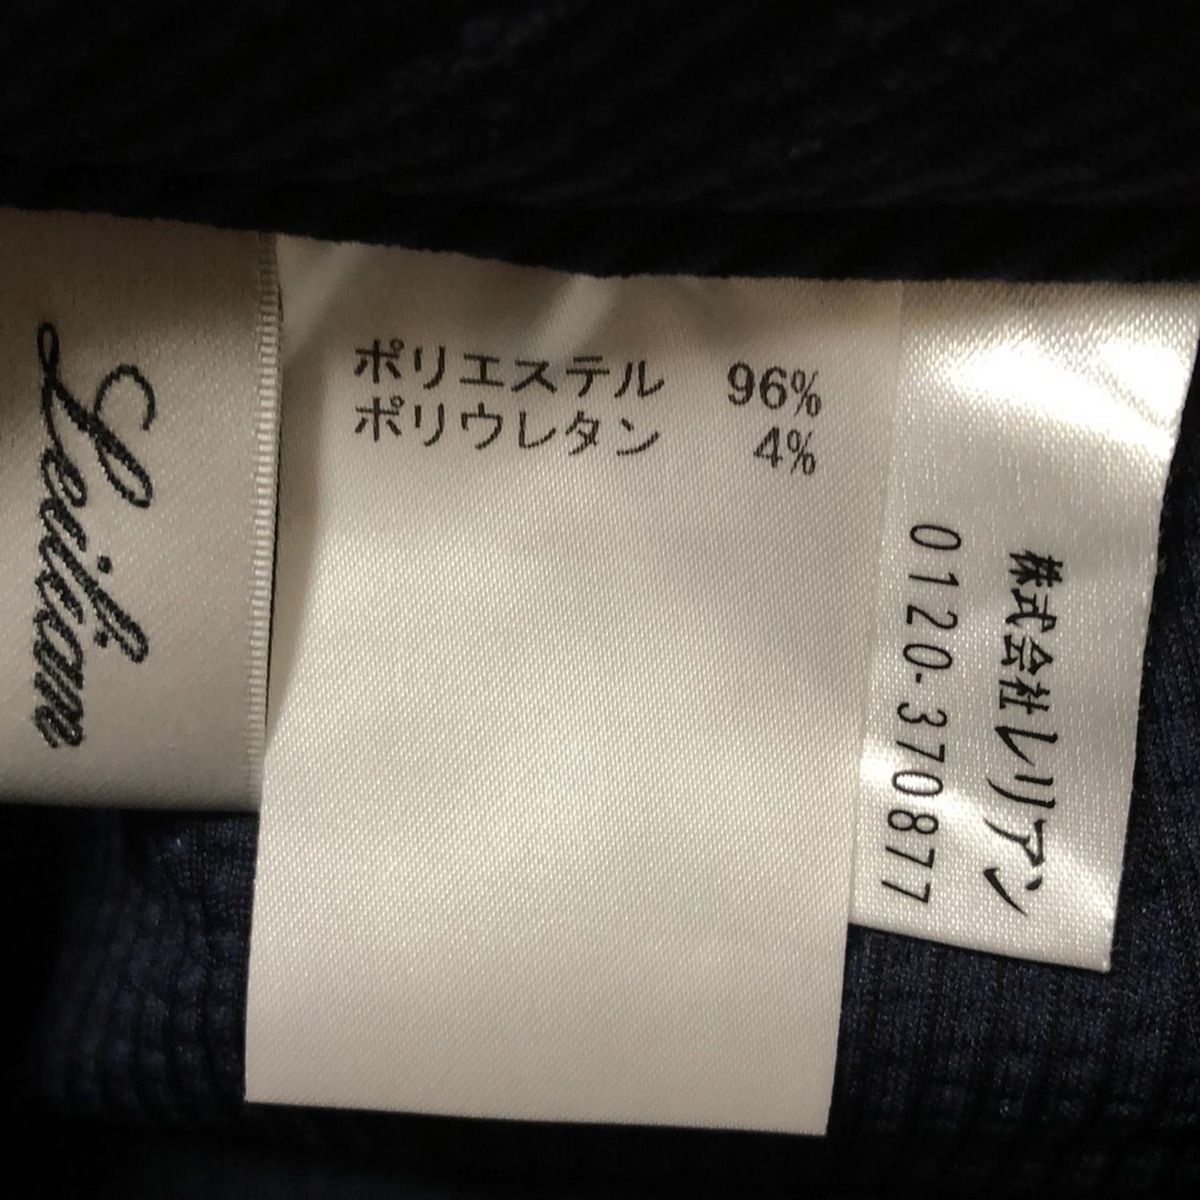 Leilian
ポリエステル 96%
ポリウレタン 4%
株式会社レリアン
0120-370877